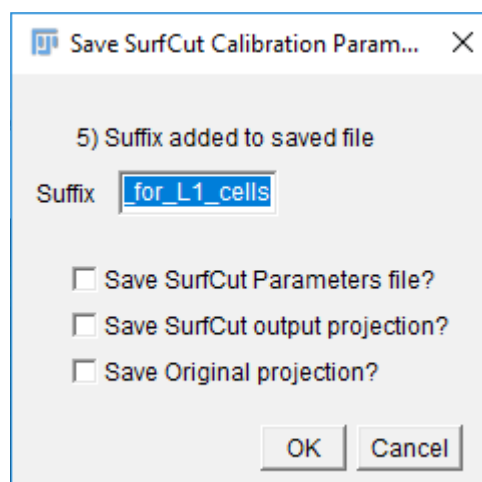 Save SurfCut Calibration Param...
5) Suffix added to saved file
Suffix _for_L1_cells
Save SurfCut Parameters file?
Save SurfCut output projection?
Save Original projection?
OK Cancel